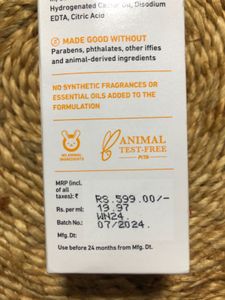 Hydrogenated Castor Oil, Disodium
EDTA, Citric Acid
MADE GOOD WITHOUT
Parabens, phthalates, other iffies
and animal-derived ingredients
NO SYNTHETIC FRAGRANCES OR
ESSENTIAL OILS ADDED TO THE
FORMULATION
NO ANIMAL
INGREDIENTS
ANIMAL
TEST-FREE
PETA
MRP (incl.
of all
taxes): ₹
RS.599.00/-
Rs. per ml: 19.97
Batch No.: WN24
Mfg. Dt. 07/2024.
Use before 24 months from Mfg. Dt.